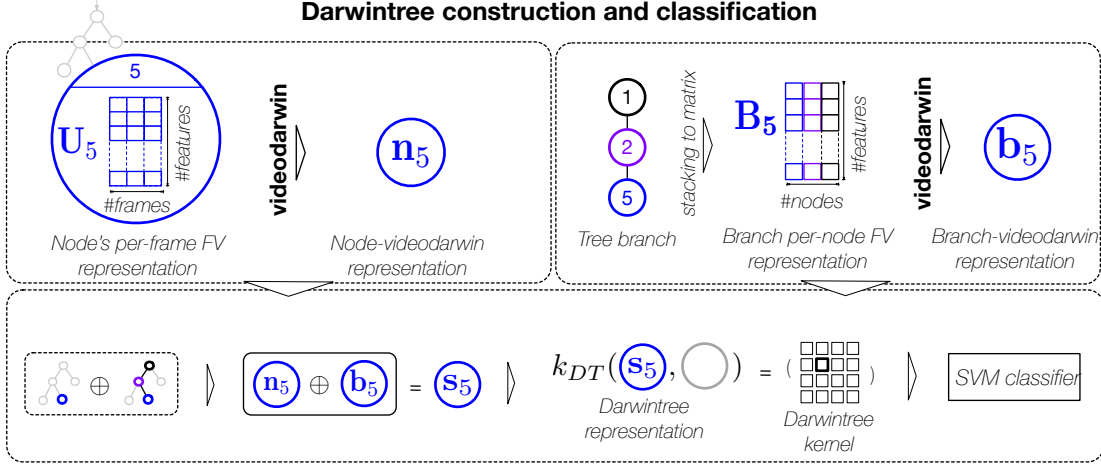 Darwintree construction and classification
5
U5
#features
#frames
Node's per-frame FV
representation
videodarwin
n5
Node-videodarwin
representation
1
2
5
Tree branch
stacking to matrix
B5
#features
#nodes
Branch per-node FV
representation
videodarwin
b5
Branch-videodarwin
representation
⊕
n5 ⊕ b5 = s5
kDT(s5, ) = ( )
Darwintree
representation
Darwintree
kernel
SVM classifier